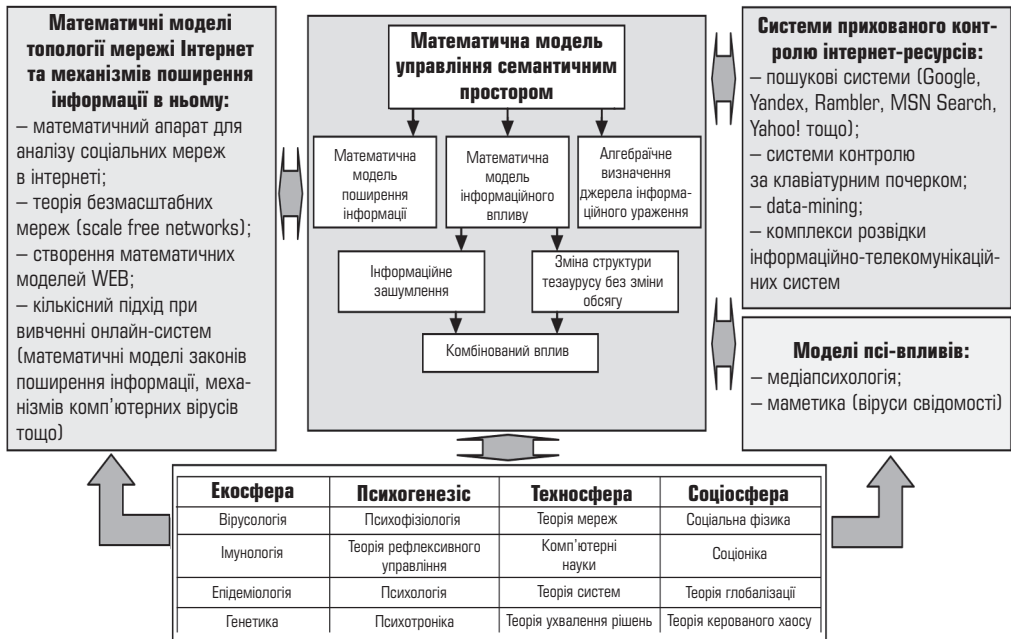 Математичні моделі
топології мережі Інтернет
та механізмів поширення
інформації в ньому:
– математичний апарат для
аналізу соціальних мереж
в інтернеті;
– теорія безмасштабних
мереж (scale free networks);
– створення математичних
моделей WEB;
– кількісний підхід при
вивченні онлайн-систем
(математичні моделі законів
поширення інформації, меха-
нізмів комп’ютерних вірусів
тощо)
Математична модель
управління семантичним
простором
Математична
модель
поширення
інформації
Математична
модель
інформаційного
впливу
Алгебраїчне
визначення
джерела інформа-
ційного ураження
Інформаційне
зашумлення
Зміна структури
тезаурусу без зміни
обсягу
Комбінований вплив
Системи прихованого конт-
ролю інтернет-ресурсів:
– пошукові системи (Google,
Yandex, Rambler, MSN Search,
Yahoo! тощо);
– системи контролю
за клавіатурним почерком;
– data-mining;
– комплекси розвідки
інформаційно-телекомунікацій-
них систем
Моделі псі-впливів:
– медіапсихологія;
– маметика (віруси свідомості)
Екосфера Психогенезіс Техносфера Соціосфера
Вірусологія Психофізіологія Теорія мереж Соціальна фізика
Імунологія Теорія рефлексивного
управління Комп’ютерні
науки Соціоніка
Епідеміологія Психологія Теорія систем Теорія глобалізації
Генетика Психотроніка Теорія ухвалення рішень Теорія керованого хаосу